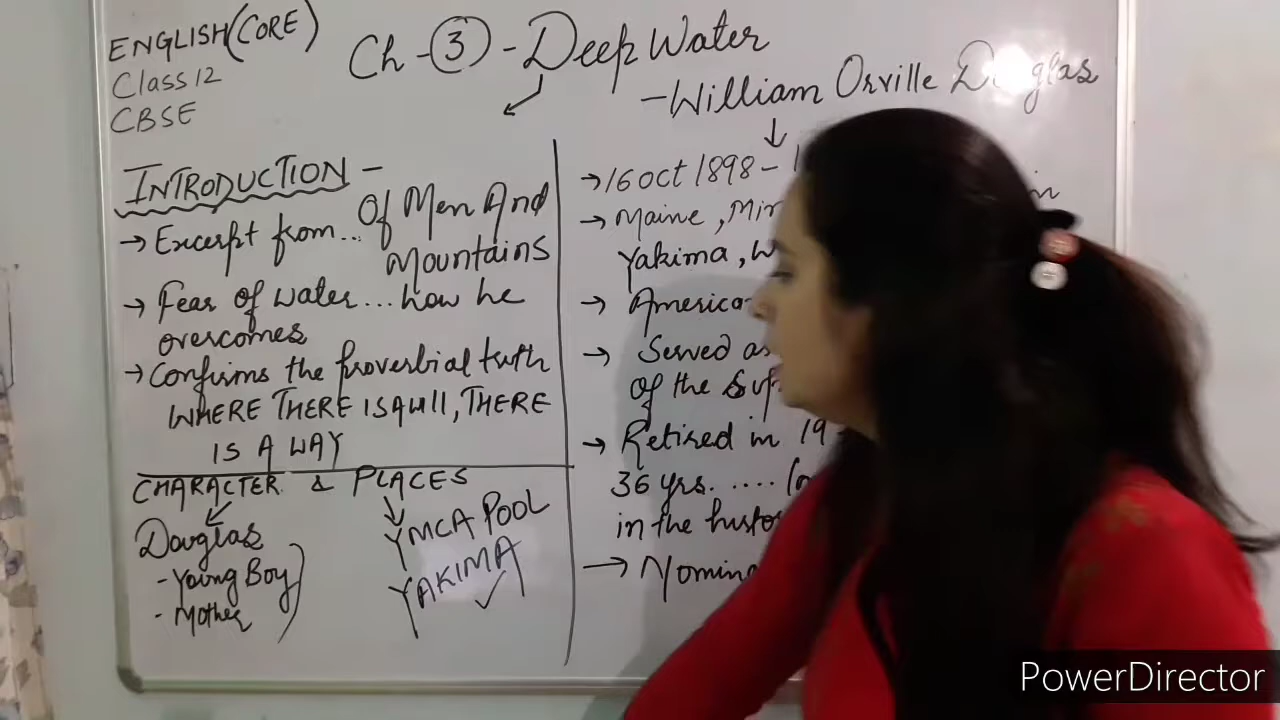 ENGLISH (CORE)
Class 12
CBSE
Ch-3-Deep Water
-William Orville Douglas
INTRODUCTION -
→ Excerpt from... Of Men And
Mountains
→ Fear of water... how he
overcomes
→ Confirms the proverbial truth
WHERE THERE IS A WILL, THERE
IS A WAY
CHARACTER & PLACES
Douglas
- Young Boy
- Mother
YMCA POOL
YAKIMA
→ 16 oct 1898 -
→ Maine, in
Yakima,
→
→ Served as
of the
→ Retired in 19
36 yrs. ....
in the
→
PowerDirector